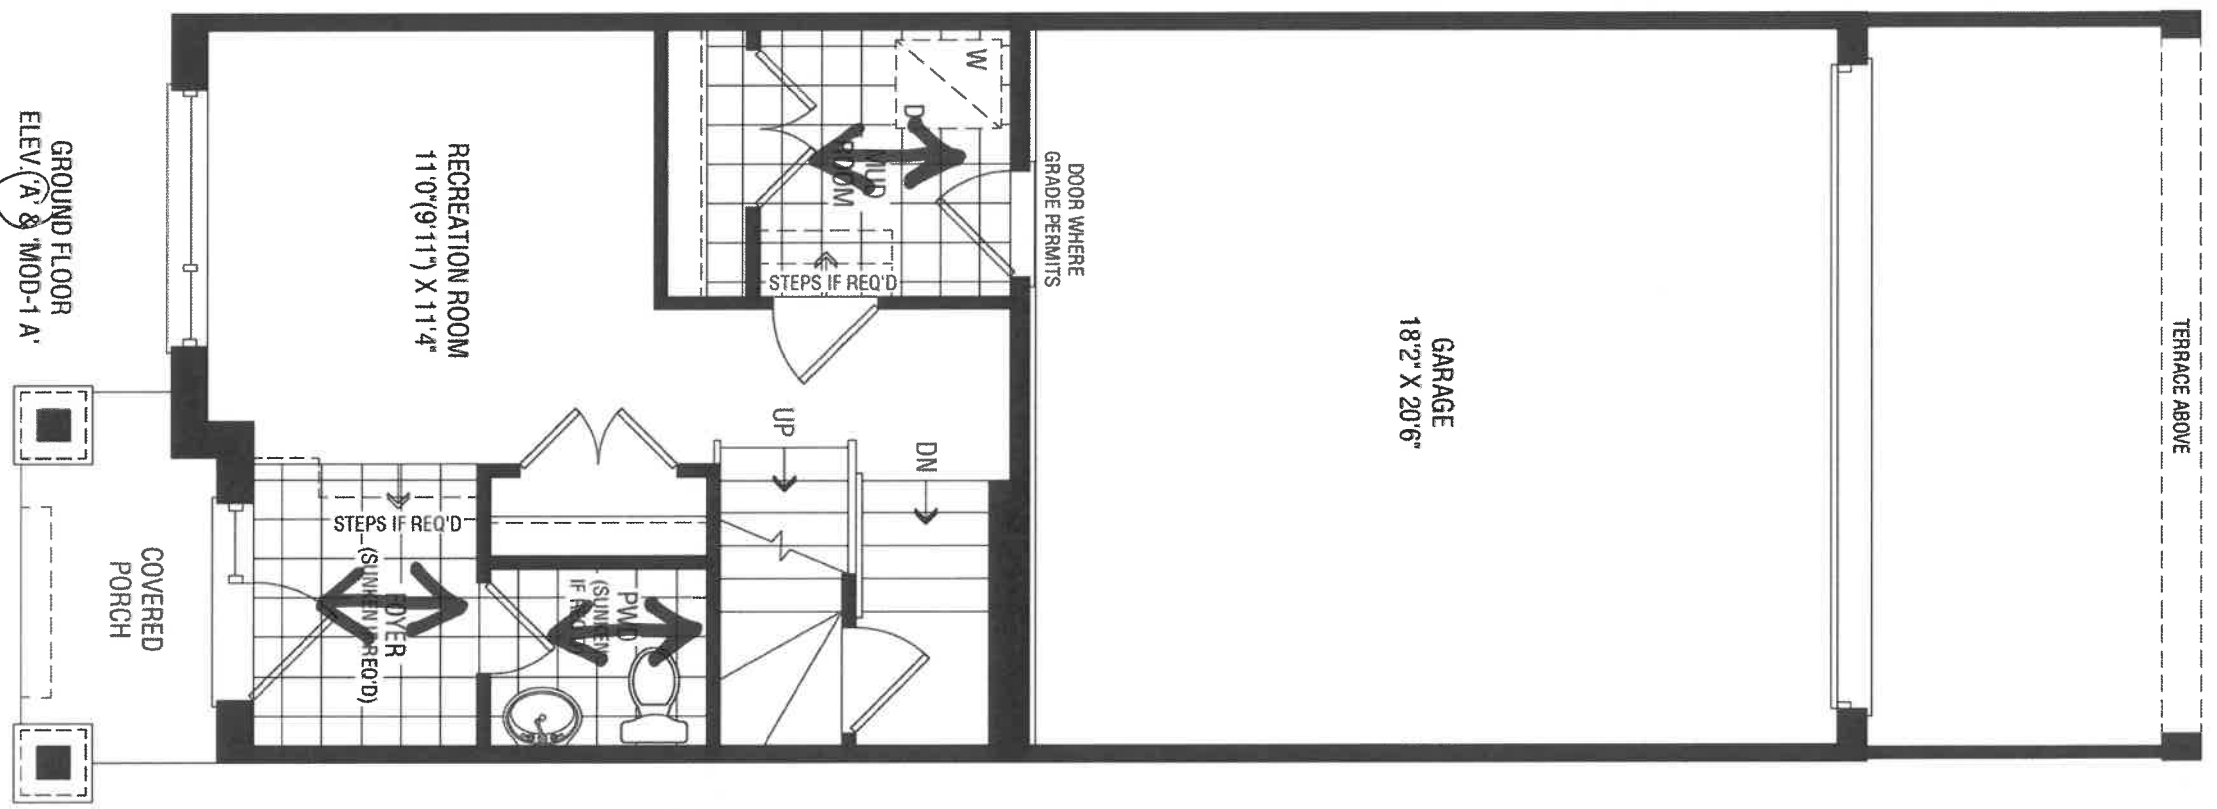 GROUND FLOOR
ELEV. 'A' & 'MOD-1 A'
RECREATION ROOM
11'0"(9'11") X 11'4"
W
D
MUD
ROOM
STEPS IF REQ'D
DOOR WHERE
GRADE PERMITS
GARAGE
18'2" X 20'6"
TERRACE ABOVE
UP
DN
STEPS IF REQ'D
FOYER
(SUNKEN IF REQ'D)
PWD
(SUNKEN
IF
COVERED
PORCH